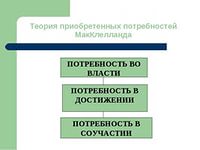 Теория приобретенных потребностей
МакКлелланда
ПОТРЕБНОСТЬ ВО
ВЛАСТИ
ПОТРЕБНОСТЬ В
ДОСТИЖЕНИИ
ПОТРЕБНОСТЬ В
СОУЧАСТИИ